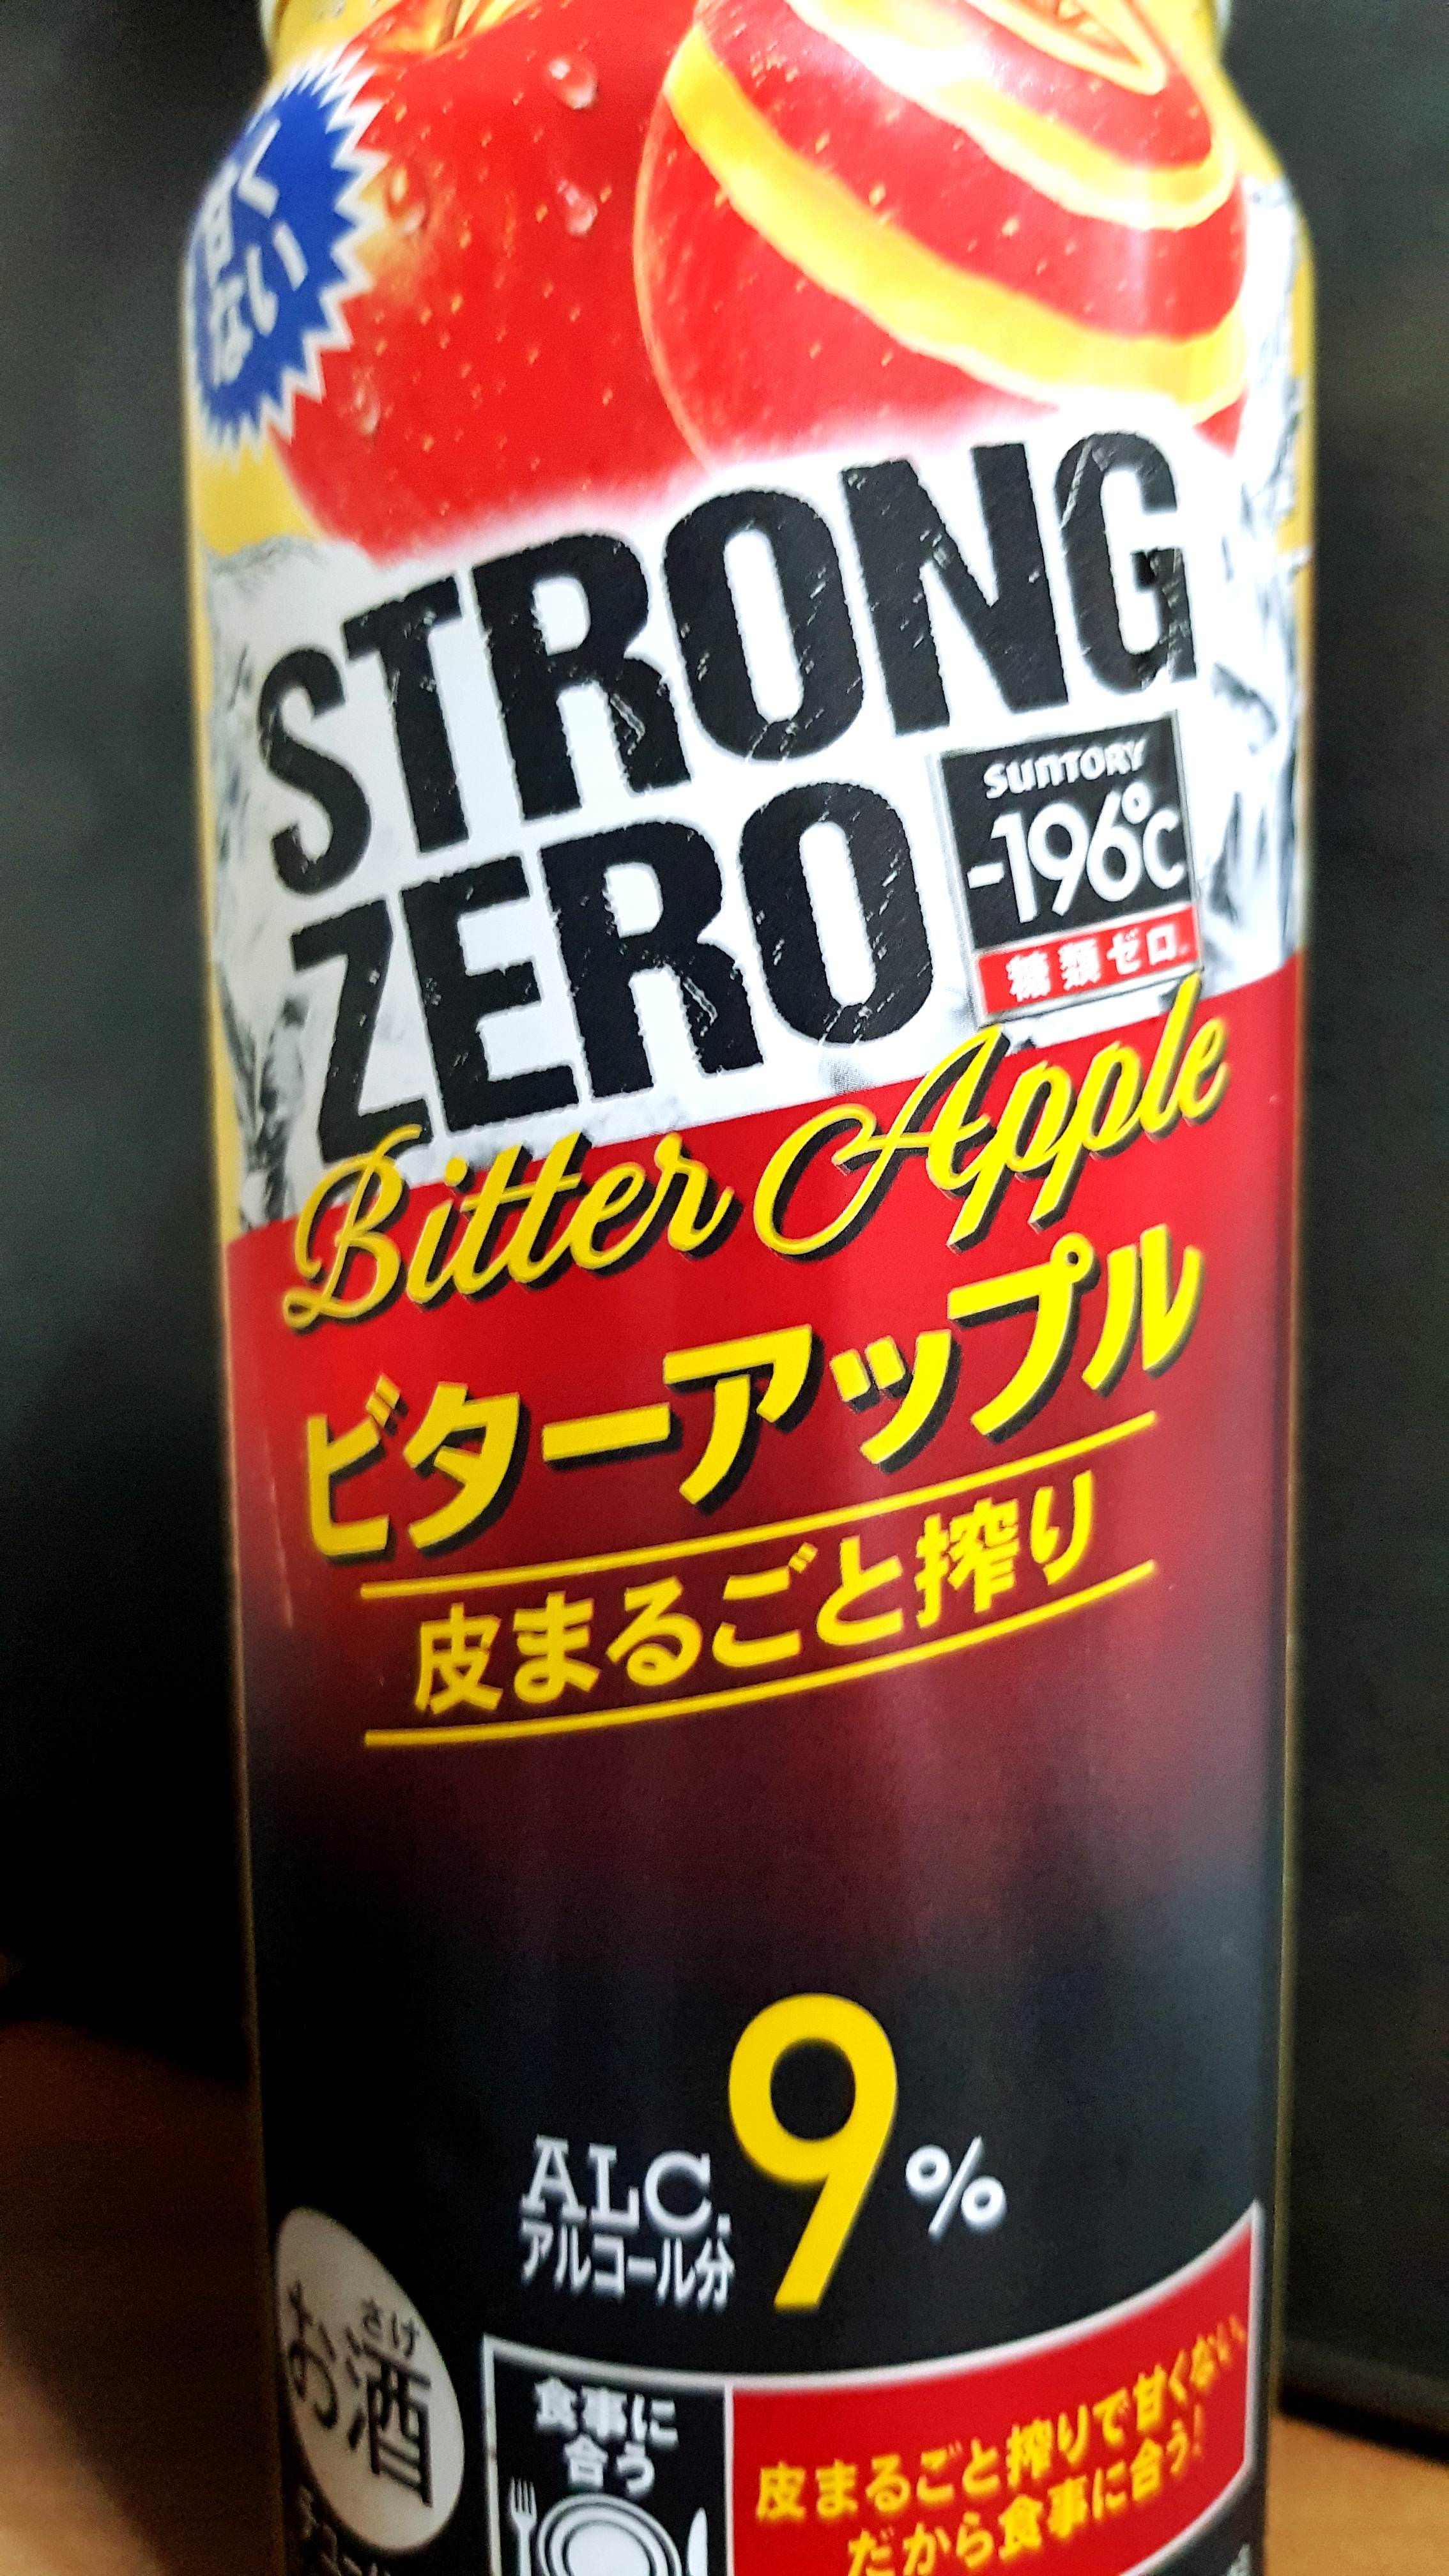 甘く
ない
STRONG
ZERO
SUNTORY
-196℃
糖類ゼロ
Bitter Apple
ビターアップル
皮まるごと搾り
ALC.
アルコール分
9%
さけ
お酒
食事に
合う
皮まるごと搾りで甘くない、
だから食事に合う!